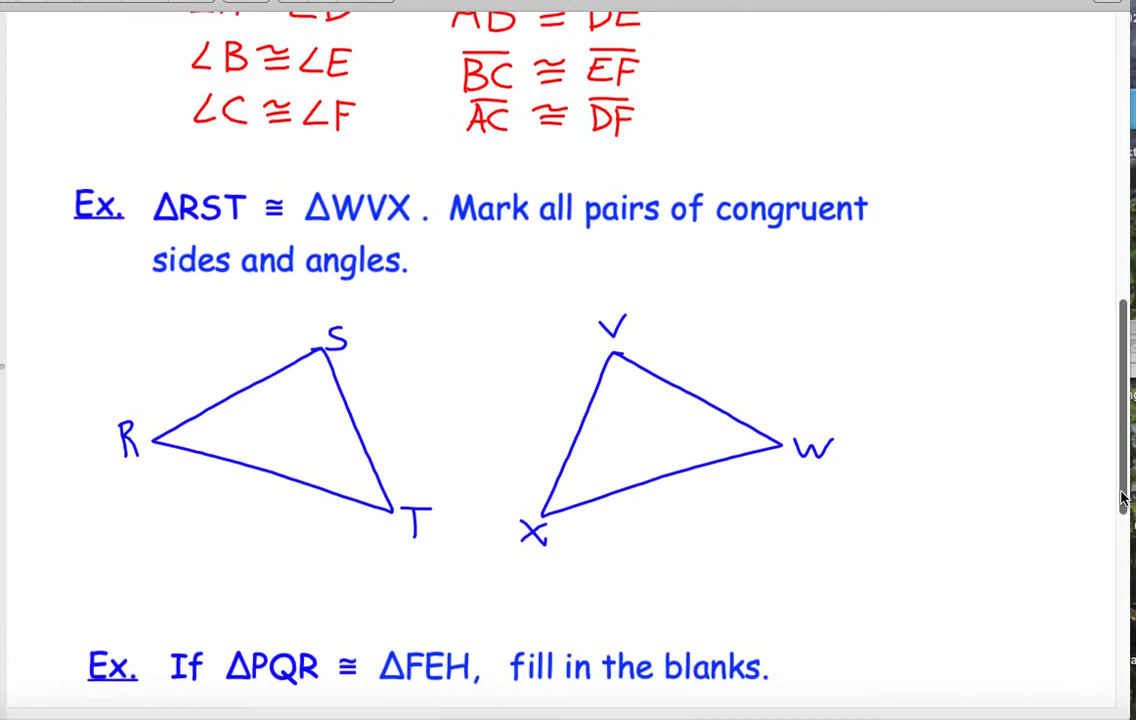 ∠B ≅ ∠E   BC ≅ EF
∠C ≅ ∠F   AC ≅ DF
Ex. ΔRST ≅ ΔWVX . Mark all pairs of congruent
sides and angles.
S V
R W
T X
Ex. If ΔPQR ≅ ΔFEH, fill in the blanks.